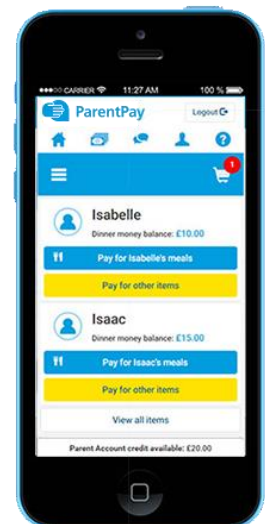 CARRIER 11:27 AM 100 %
ParentPay Logout
1
Isabelle
Dinner money balance: £10.00
Pay for Isabelle's meals
Pay for other items
Isaac
Dinner money balance: £15.00
Pay for Isaac's meals
Pay for other items
View all items
Parent Account credit available: £20.00